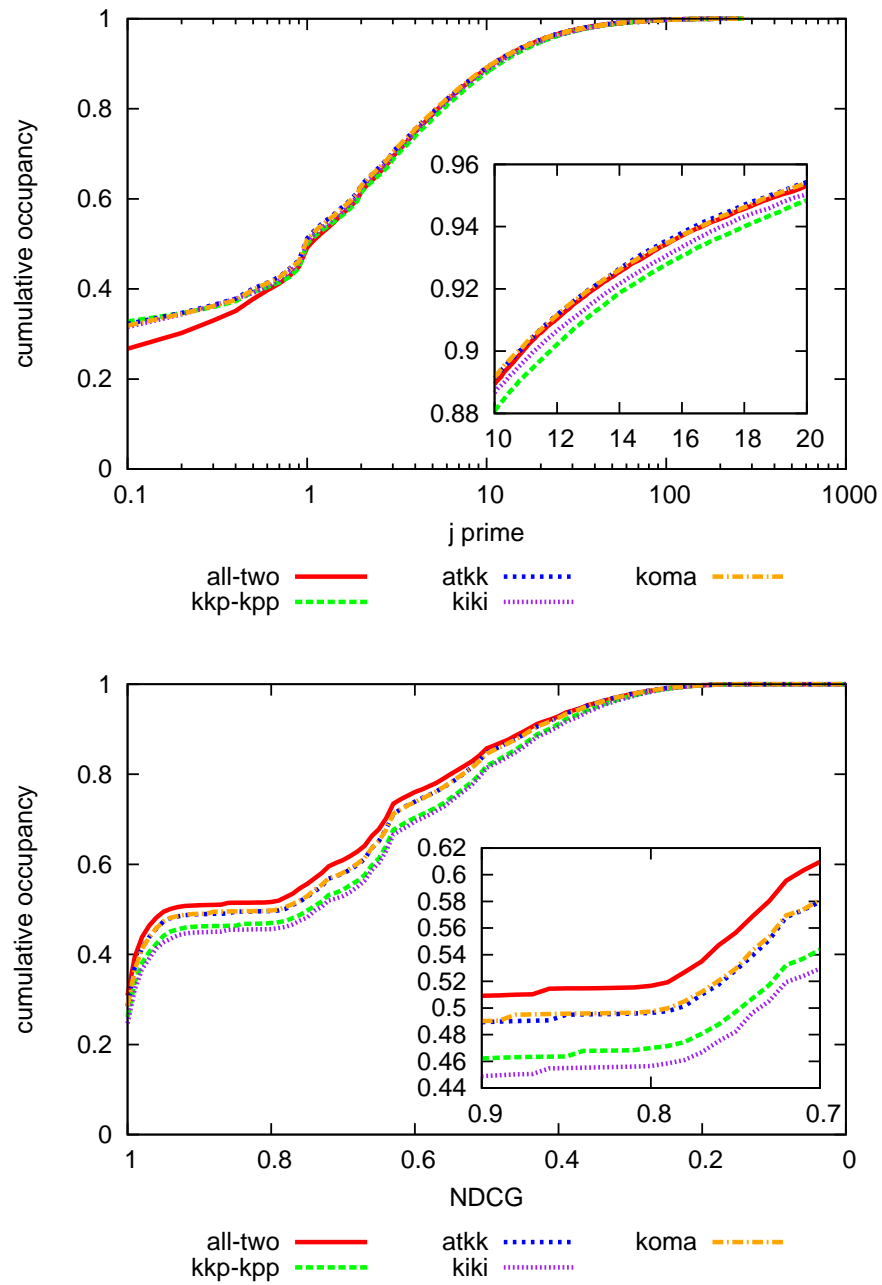 1
0.8
0.6
0.4
0.2
0
cumulative occupancy
0.96
0.94
0.92
0.9
0.88
10 12 14 16 18 20
0.1 1 10 100 1000
j prime
all-two atkk koma
kkp-kpp kiki
1
0.8
0.6
0.4
0.2
0
cumulative occupancy
0.62
0.6
0.58
0.56
0.54
0.52
0.5
0.48
0.46
0.44
0.9 0.8 0.7
1 0.8 0.6 0.4 0.2 0
NDCG
all-two atkk koma
kkp-kpp kiki